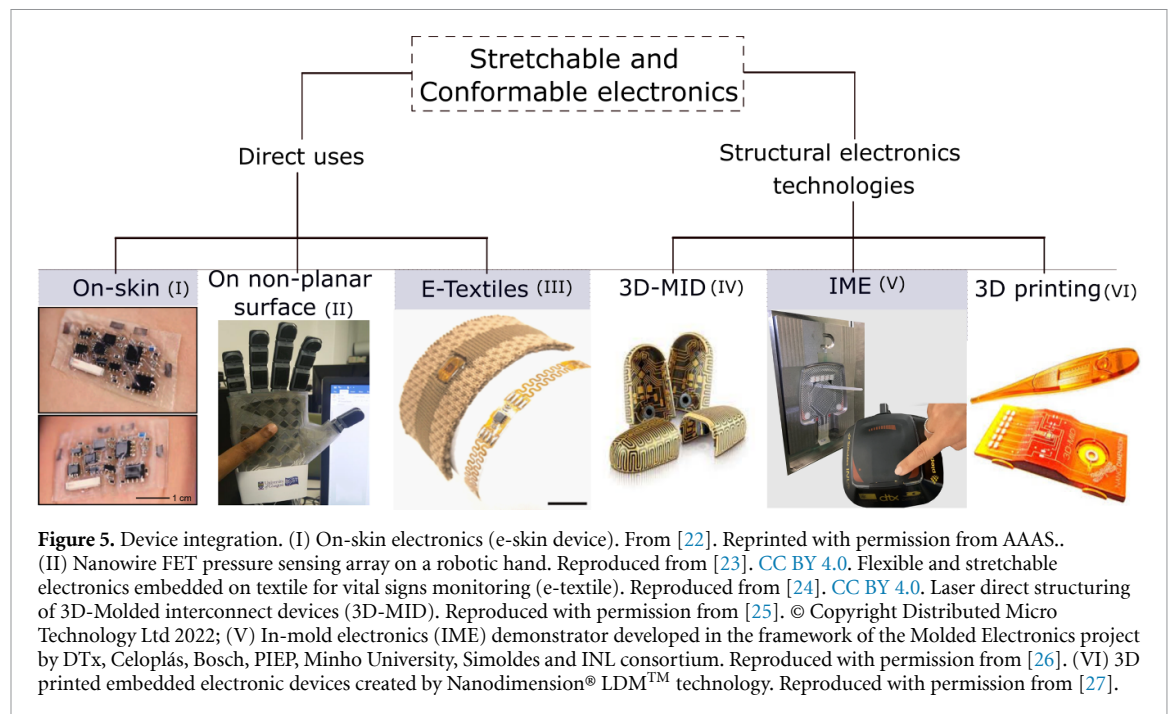 Stretchable and
Conformable electronics
Direct uses
Structural electronics
technologies
On-skin (I)
On non-planar
surface (II)
E-Textiles (III)
3D-MID (IV)
IME (V)
3D printing(VI)
1 cm
3D-MID
dtx
Figure 5. Device integration. (I) On-skin electronics (e-skin device). From [22]. Reprinted with permission from AAAS..
(II) Nanowire FET pressure sensing array on a robotic hand. Reproduced from [23]. CC BY 4.0. Flexible and stretchable
electronics embedded on textile for vital signs monitoring (e-textile). Reproduced from [24]. CC BY 4.0. Laser direct structuring
of 3D-Molded interconnect devices (3D-MID). Reproduced with permission from [25]. © Copyright Distributed Micro
Technology Ltd 2022; (V) In-mold electronics (IME) demonstrator developed in the framework of the Molded Electronics project
by DTx, Celoplás, Bosch, PIEP, Minho University, Simoldes and INL consortium. Reproduced with permission from [26]. (VI) 3D
printed embedded electronic devices created by Nanodimension® LDM™ technology. Reproduced with permission from [27].